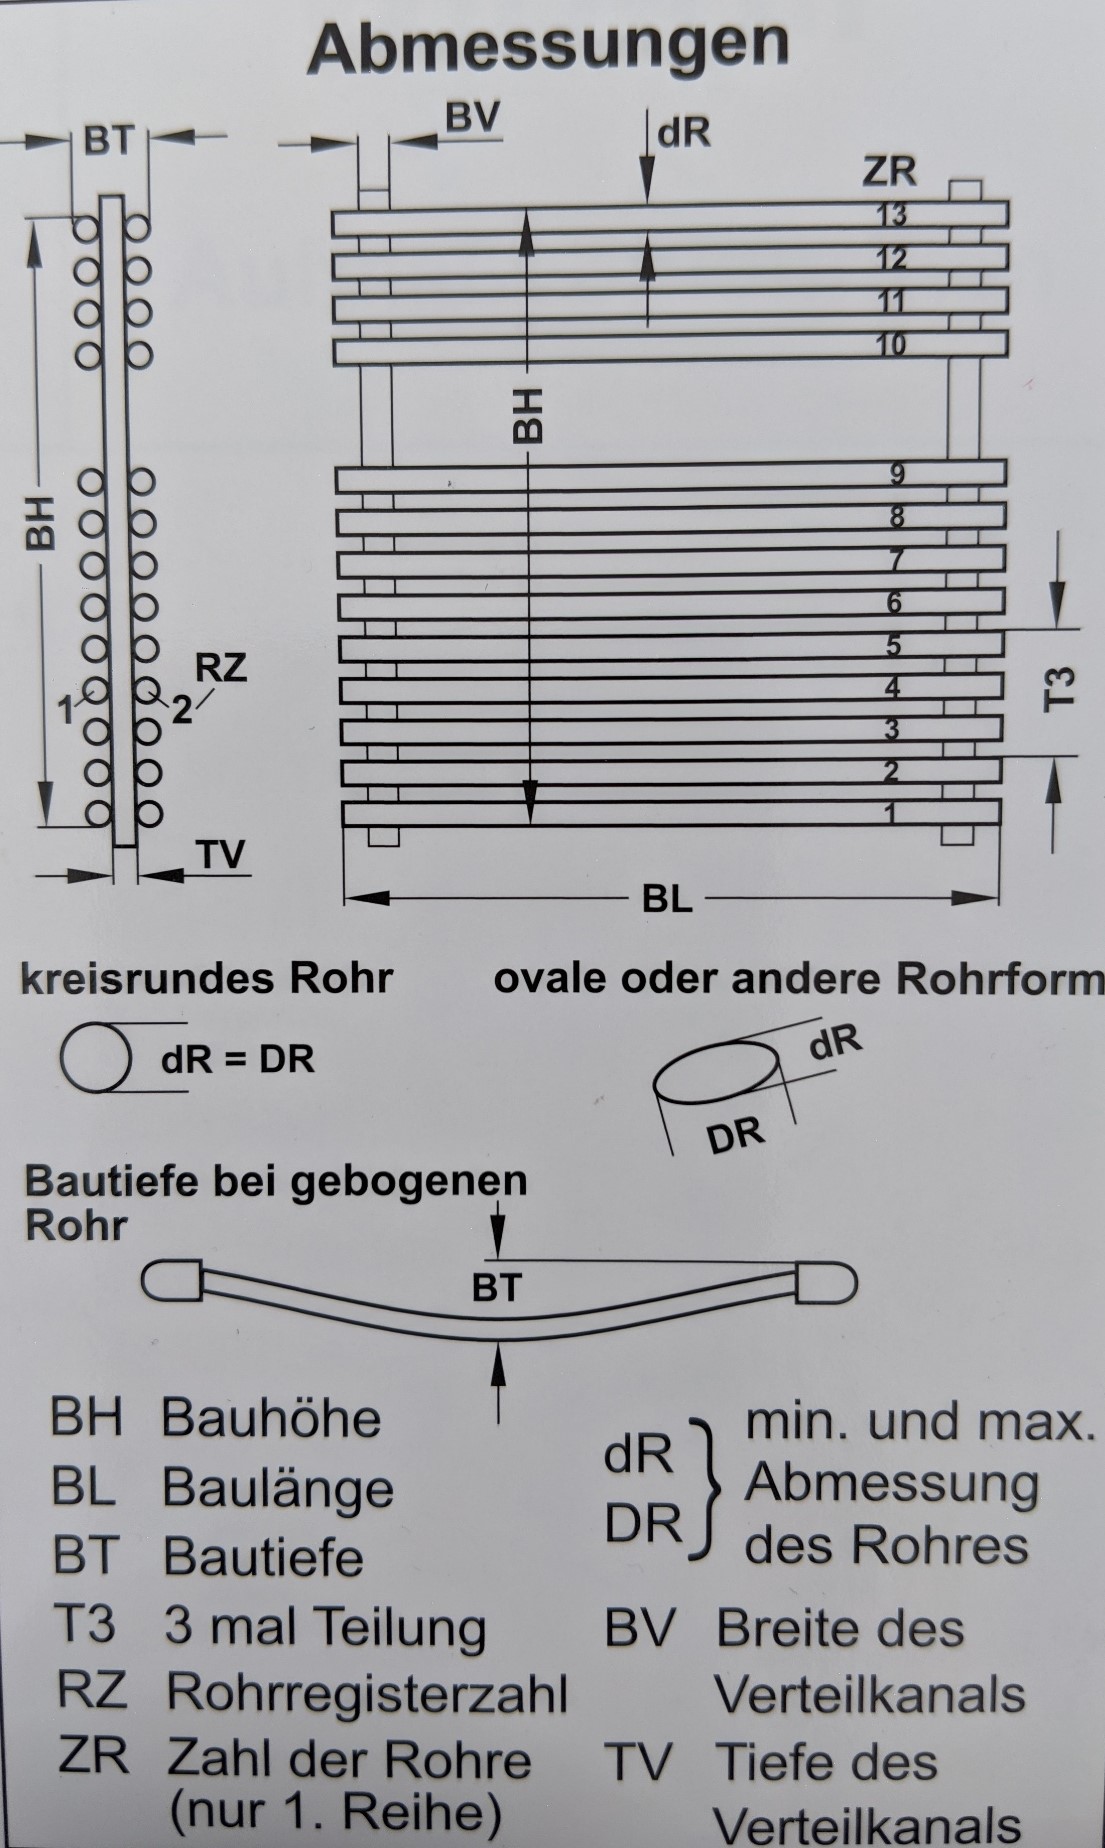 Abmessungen
BT
BV
dR
ZR
13
12
11
10
BH
BH
9
8
7
6
5
4
3
2
1
T3
RZ
1
2
TV
BL
kreisrundes Rohr
ovale oder andere Rohrform
dR = DR
dR
DR
Bautiefe bei gebogenen
Rohr
BT
BH Bauhöhe
BL Baulänge
BT Bautiefe
T3 3 mal Teilung
RZ Rohrregisterzahl
ZR Zahl der Rohre
(nur 1. Reihe)
dR
DR
min. und max.
Abmessung
des Rohres
BV Breite des
Verteilkanals
TV Tiefe des
Verteilkanals